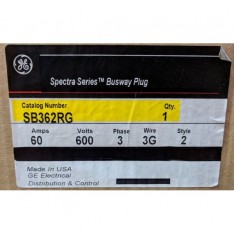 GE
Spectra Series™ Busway Plug
Catalog Number Qty.
SB362RG 1
Amps Volts Phase Wire Style
60 600 3 3G 2
Made in USA
GE Electrical
Distribution & Control